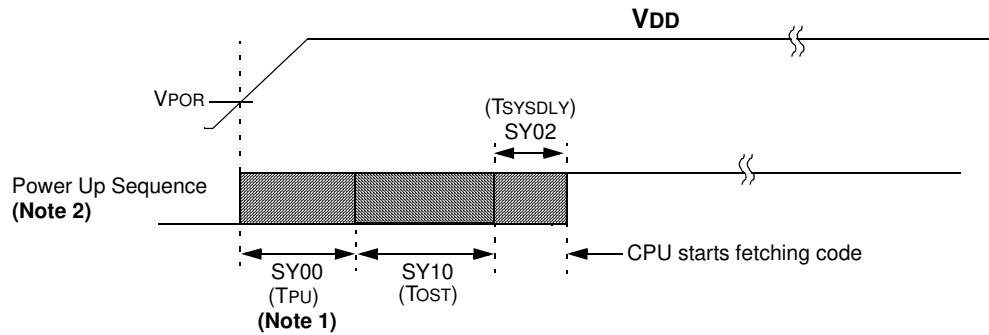 VDD
VPOR
(TSYSDLY)
SY02
Power Up Sequence
(Note 2)
CPU starts fetching code
SY00
(TPU)
(Note 1)
SY10
(TOST)